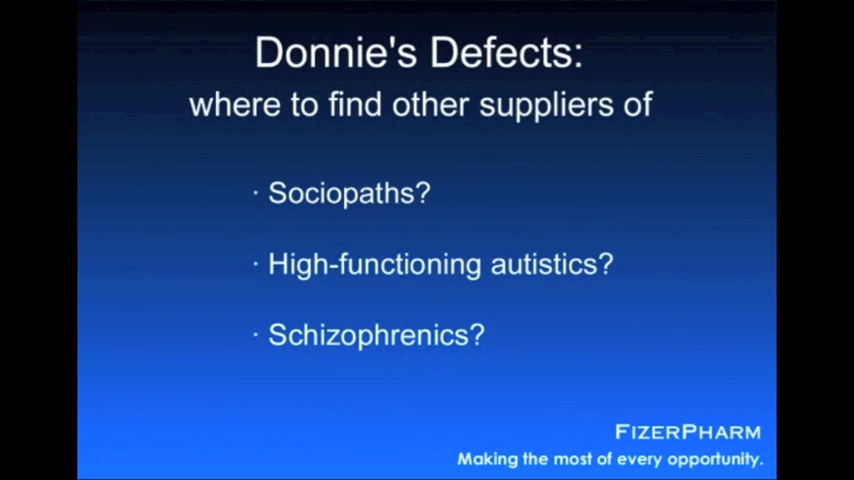 Donnie's Defects:
where to find other suppliers of
· Sociopaths?
· High-functioning autistics?
· Schizophrenics?
FIZERPHARM
Making the most of every opportunity.